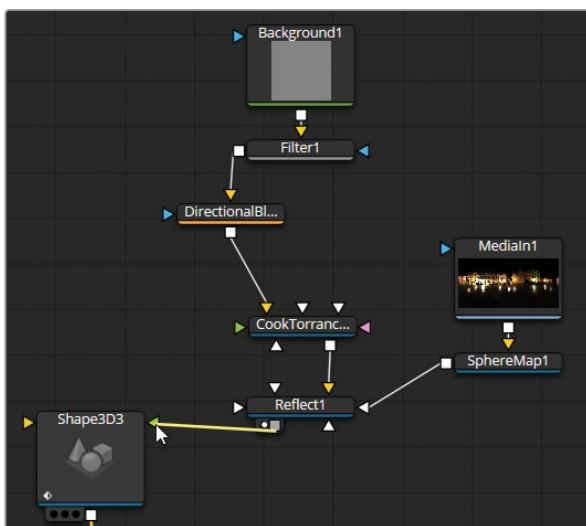 Background1
Filter1
DirectionalBl...
MediaIn1
CookTorranc...
SphereMap1
Reflect1
Shape3D3